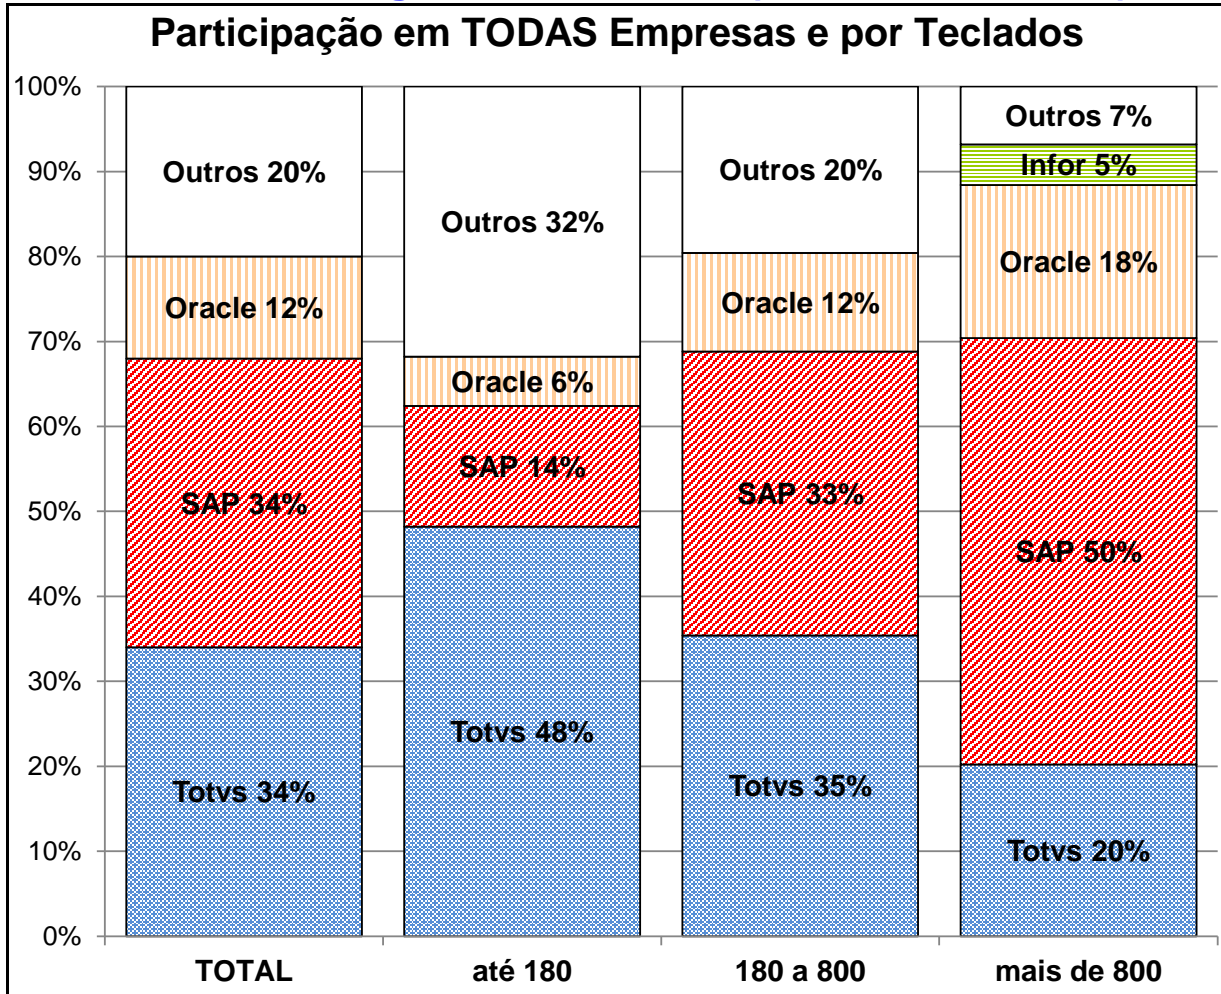 Participação em TODAS Empresas e por Teclados
100%
90%
80%
70%
60%
50%
40%
30%
20%
10%
0%
Outros 20%
Oracle 12%
SAP 34%
Totvs 34%
Outros 32%
Oracle 6%
SAP 14%
Totvs 48%
Outros 20%
Oracle 12%
SAP 33%
Totvs 35%
Outros 7%
Infor 5%
Oracle 18%
SAP 50%
Totvs 20%
TOTAL
até 180
180 a 800
mais de 800